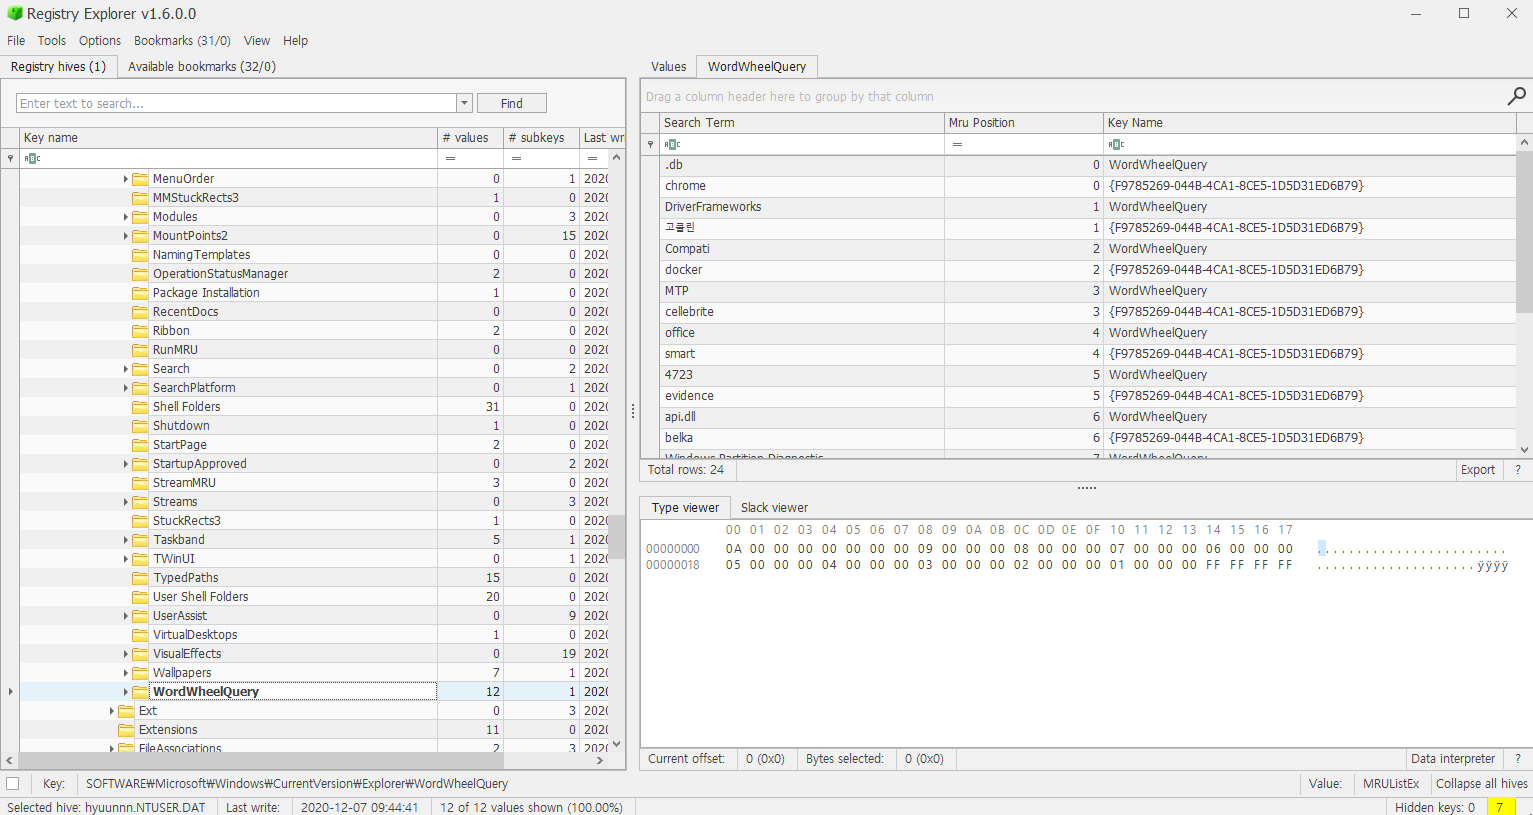 Registry Explorer v1.6.0.0
File Tools Options Bookmarks (31/0) View Help
Registry hives (1) Available bookmarks (32/0)
Enter text to search... Find
Key name # values # subkeys Last wr
= = =
MenuOrder 0 1 2020
MMStuckRects3 1 0 2020
Modules 0 3 2020
MountPoints2 0 15 2020
NamingTemplates 0 0 2020
OperationStatusManager 2 0 2020
Package Installation 1 0 2020
RecentDocs 0 0 2020
Ribbon 2 0 2020
RunMRU 0 0 2020
Search 0 2 2020
SearchPlatform 0 1 2020
Shell Folders 31 0 2020
Shutdown 1 0 2020
StartPage 2 0 2020
StartupApproved 0 2 2020
StreamMRU 3 0 2020
Streams 0 3 2020
StuckRects3 1 0 2020
Taskband 5 1 2020
TWinUI 0 1 2020
TypedPaths 15 0 2020
User Shell Folders 20 0 2020
UserAssist 0 9 2020
VirtualDesktops 1 0 2020
VisualEffects 0 19 2020
Wallpapers 7 1 2020
WordWheelQuery 12 1 2020
Ext 0 3 2020
Extensions 11 0 2020
FileAssociations 2 3 2020
Values WordWheelQuery
Drag a column header here to group by that column
Search Term Mru Position Key Name
=
.db 0 WordWheelQuery
chrome 0 {F9785269-044B-4CA1-8CE5-1D5D31ED6B79}
DriverFrameworks 1 WordWheelQuery
고클린 1 {F9785269-044B-4CA1-8CE5-1D5D31ED6B79}
Compati 2 WordWheelQuery
docker 2 {F9785269-044B-4CA1-8CE5-1D5D31ED6B79}
MTP 3 WordWheelQuery
cellebrite 3 {F9785269-044B-4CA1-8CE5-1D5D31ED6B79}
office 4 WordWheelQuery
smart 4 {F9785269-044B-4CA1-8CE5-1D5D31ED6B79}
4723 5 WordWheelQuery
evidence 5 {F9785269-044B-4CA1-8CE5-1D5D31ED6B79}
api.dll 6 WordWheelQuery
belka 6 {F9785269-044B-4CA1-8CE5-1D5D31ED6B79}
Windows Partition Diagnostic 7 WordWheelQuery
Total rows: 24 Export ?
Type viewer Slack viewer
00 01 02 03 04 05 06 07 08 09 0A 0B 0C 0D 0E 0F 10 11 12 13 14 15 16 17
00000000 0A 00 00 00 00 00 00 00 09 00 00 00 08 00 00 00 07 00 00 00 06 00 00 00 ........................
00000018 05 00 00 00 04 00 00 00 03 00 00 00 02 00 00 00 01 00 00 00 FF FF FF FF ....................ÿÿÿÿ
Current offset: 0 (0x0) Bytes selected: 0 (0x0) Data interpreter ?
Key: SOFTWARE₩Microsoft₩Windows₩CurrentVersion₩Explorer₩WordWheelQuery Value: MRUListEx Collapse all hives
Selected hive: hyuunnn.NTUSER.DAT Last write: 2020-12-07 09:44:41 12 of 12 values shown (100.00%) Hidden keys: 0 7